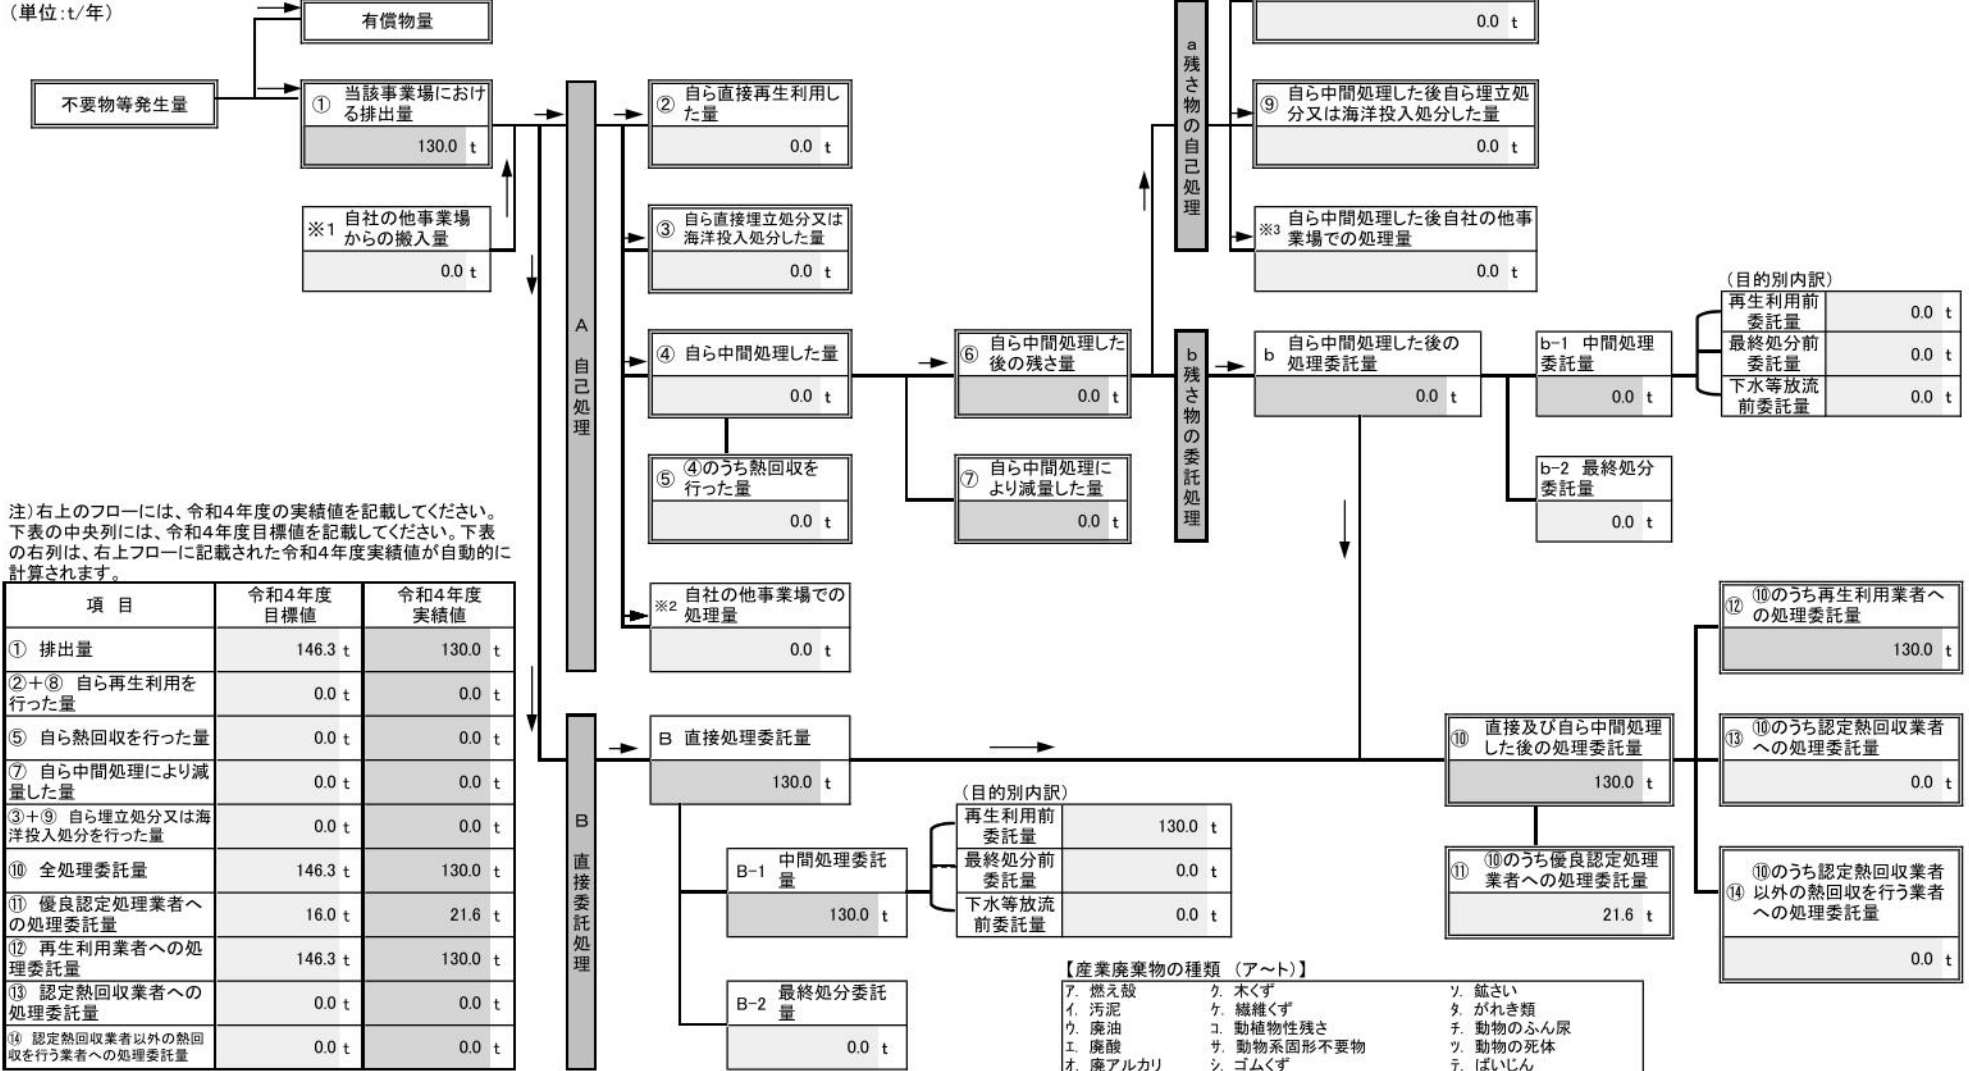 (単位:t/年)
有償物量
不要物等発生量
① 当該事業場におけ
る排出量
130.0 t
※1 自社の他事業場
からの搬入量
0.0 t
A 自己処理
② 自ら直接再生利用し
た量
0.0 t
③ 自ら直接埋立処分又は
海洋投入処分した量
0.0 t
④ 自ら中間処理した量
0.0 t
⑤ ④のうち熱回収を
行った量
0.0 t
※2 自社の他事業場での
処理量
0.0 t
⑥ 自ら中間処理した
後の残さ量
0.0 t
⑦ 自ら中間処理に
より減量した量
0.0 t
a 残さ物の自己処理
0.0 t
⑨ 自ら中間処理した後自ら埋立処
分又は海洋投入処分した量
0.0 t
※3 自ら中間処理した後自社の他事
業場での処理量
0.0 t
b 残さ物の委託処理
b 自ら中間処理した後の
処理委託量
0.0 t
b-1 中間処理
委託量
0.0 t
b-2 最終処分
委託量
0.0 t
(目的別内訳)
再生利用前
委託量
0.0 t
最終処分前
委託量
0.0 t
下水等放流
前委託量
0.0 t
注)右上のフローには、令和4年度の実績値を記載してください。
下表の中央列には、令和4年度目標値を記載してください。下表
の右列は、右上フローに記載された令和4年度実績値が自動的に
計算されます。
項 目 令和4年度 目標値 令和4年度 実績値
① 排出量 146.3 t 130.0 t
②+⑧ 自ら再生利用を
行った量 0.0 t 0.0 t
⑤ 自ら熱回収を行った量 0.0 t 0.0 t
⑦ 自ら中間処理により減
量した量 0.0 t 0.0 t
③+⑨ 自ら埋立処分又は海
洋投入処分を行った量 0.0 t 0.0 t
⑩ 全処理委託量 146.3 t 130.0 t
⑪ 優良認定処理業者へ
の処理委託量 16.0 t 21.6 t
⑫ 再生利用業者への処
理委託量 146.3 t 130.0 t
⑬ 認定熱回収業者への
処理委託量 0.0 t 0.0 t
⑭ 認定熱回収業者以外の熱回
収を行う業者への処理委託量 0.0 t 0.0 t
B 直接委託処理
B 直接処理委託量
130.0 t
B-1 中間処理委託
量
130.0 t
B-2 最終処分委託
量
0.0 t
(目的別内訳)
再生利用前
委託量
130.0 t
最終処分前
委託量
0.0 t
下水等放流
前委託量
0.0 t
⑩ 直接及び自ら中間処理
した後の処理委託量
130.0 t
⑪ ⑩のうち優良認定処理
業者への処理委託量
21.6 t
⑫ ⑩のうち再生利用業者へ
の処理委託量
130.0 t
⑬ ⑩のうち認定熱回収業者
への処理委託量
0.0 t
⑭ ⑩のうち認定熱回収業者
以外の熱回収を行う業者
への処理委託量
0.0 t
【産業廃棄物の種類 (ア~ト)】
ア. 燃え殻 ク. 木くず ソ. 鉱さい
イ. 汚泥 ケ. 繊維くず タ. がれき類
ウ. 廃油 コ. 動植物性残さ チ. 動物のふん尿
エ. 廃酸 サ. 動物系固形不要物 ツ. 動物の死体
オ. 廃アルカリ シ. ゴムくず テ. ばいじん